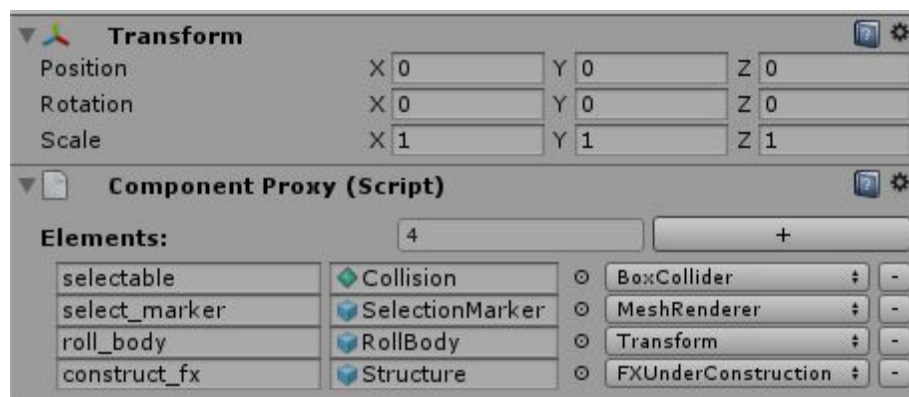 Transform
Position X 0 Y 0 Z 0
Rotation X 0 Y 0 Z 0
Scale X 1 Y 1 Z 1
Component Proxy (Script)
Elements: 4 +
selectable Collision BoxCollider -
select_marker SelectionMarker MeshRenderer -
roll_body RollBody Transform -
construct_fx Structure FXUnderConstruction -